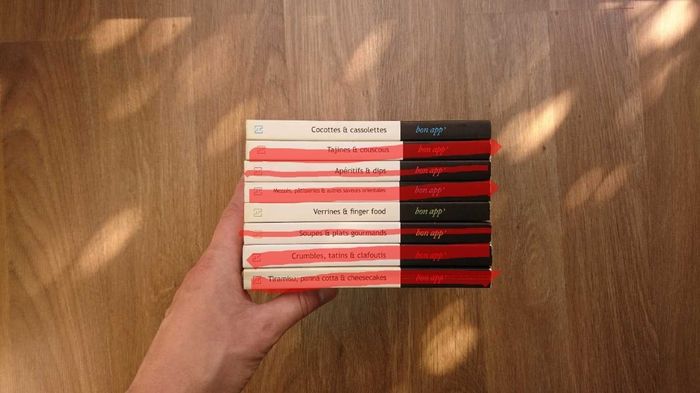 Cocottes & cassolettes bon app'
Tajines & couscous bon app'
Apéritifs & dips bon app'
Mezzés, pâtisseries & autres saveurs orientales bon app'
Verrines & finger food bon app'
Soupes & plats gourmands bon app'
Crumbles, tatins & clafoutis bon app'
Tiramisu, panna cotta & cheesecakes bon app'